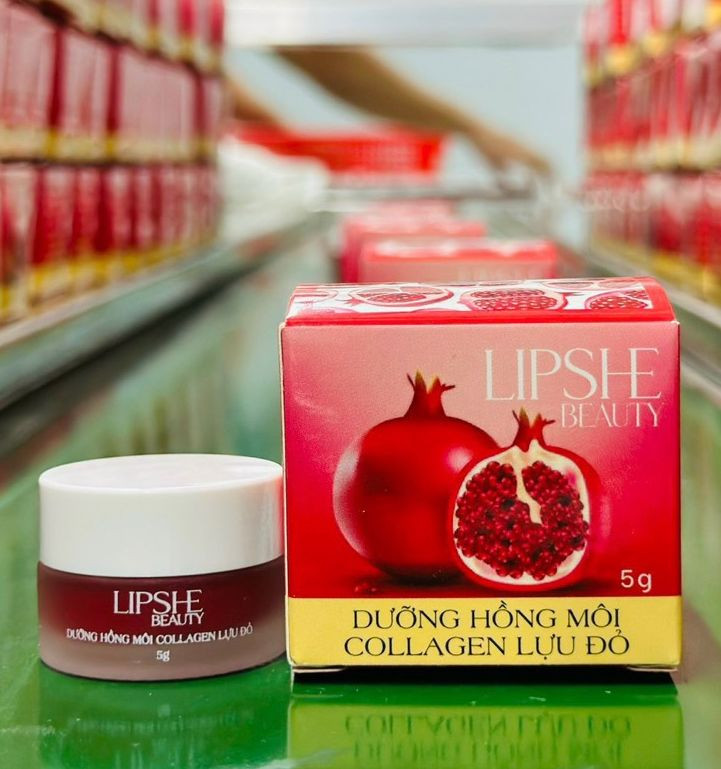 LIPSHE
BEAUTY
5g
DƯỠNG HỒNG MÔI
COLLAGEN LỰU ĐỎ
LIPSHE
BEAUTY
DƯỠNG HỒNG MÔI COLLAGEN LỰU ĐỎ
5g